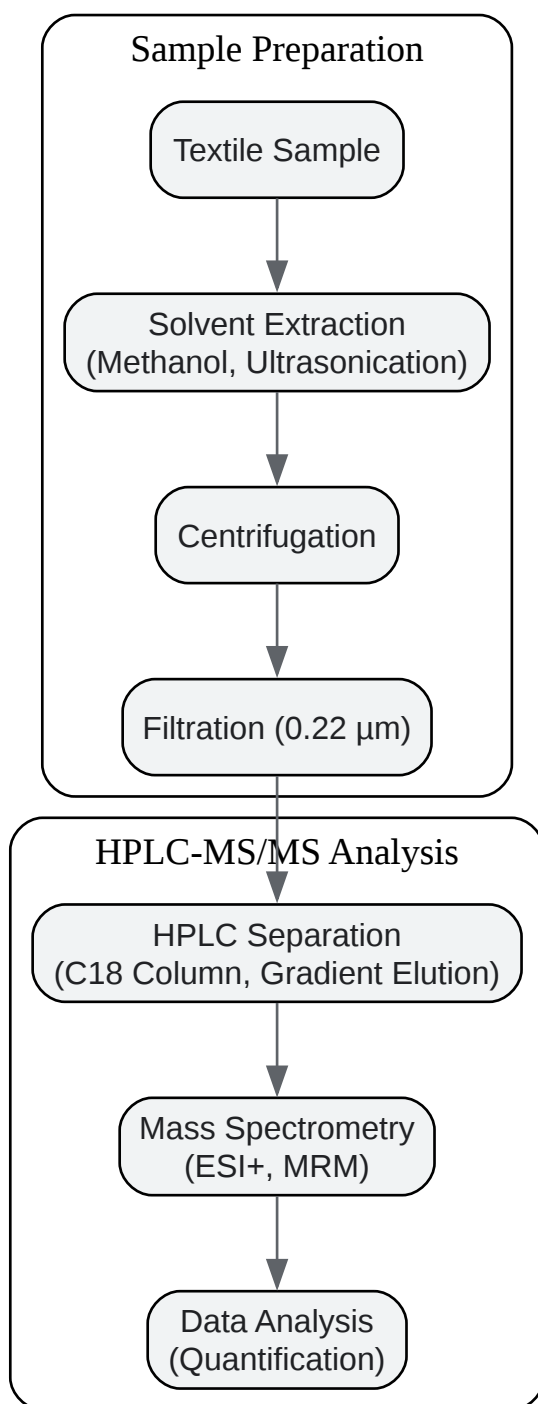 Sample Preparation
Textile Sample
Solvent Extraction
(Methanol, Ultrasonication)
Centrifugation
Filtration (0.22 µm)
HPLC-MS/MS Analysis
HPLC Separation
(C18 Column, Gradient Elution)
Mass Spectrometry
(ESI+, MRM)
Data Analysis
(Quantification)